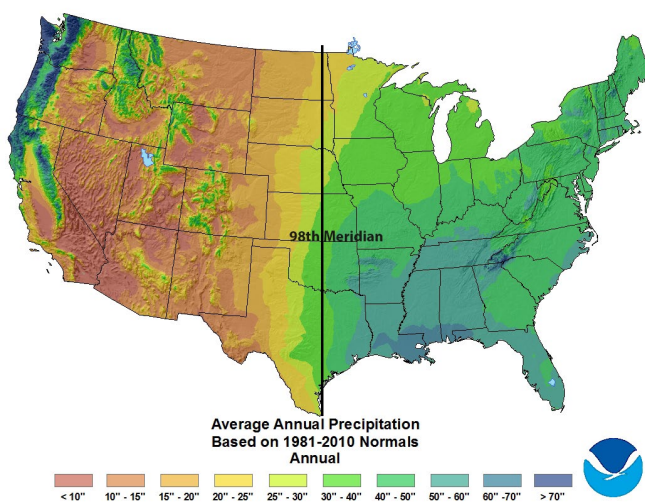 98th Meridian
Average Annual Precipitation
Based on 1981-2010 Normals
Annual
< 10" 10" - 15" 15" - 20" 20" - 25" 25" - 30" 30" - 40" 40" - 50" 50" - 60" 60" -70" > 70"